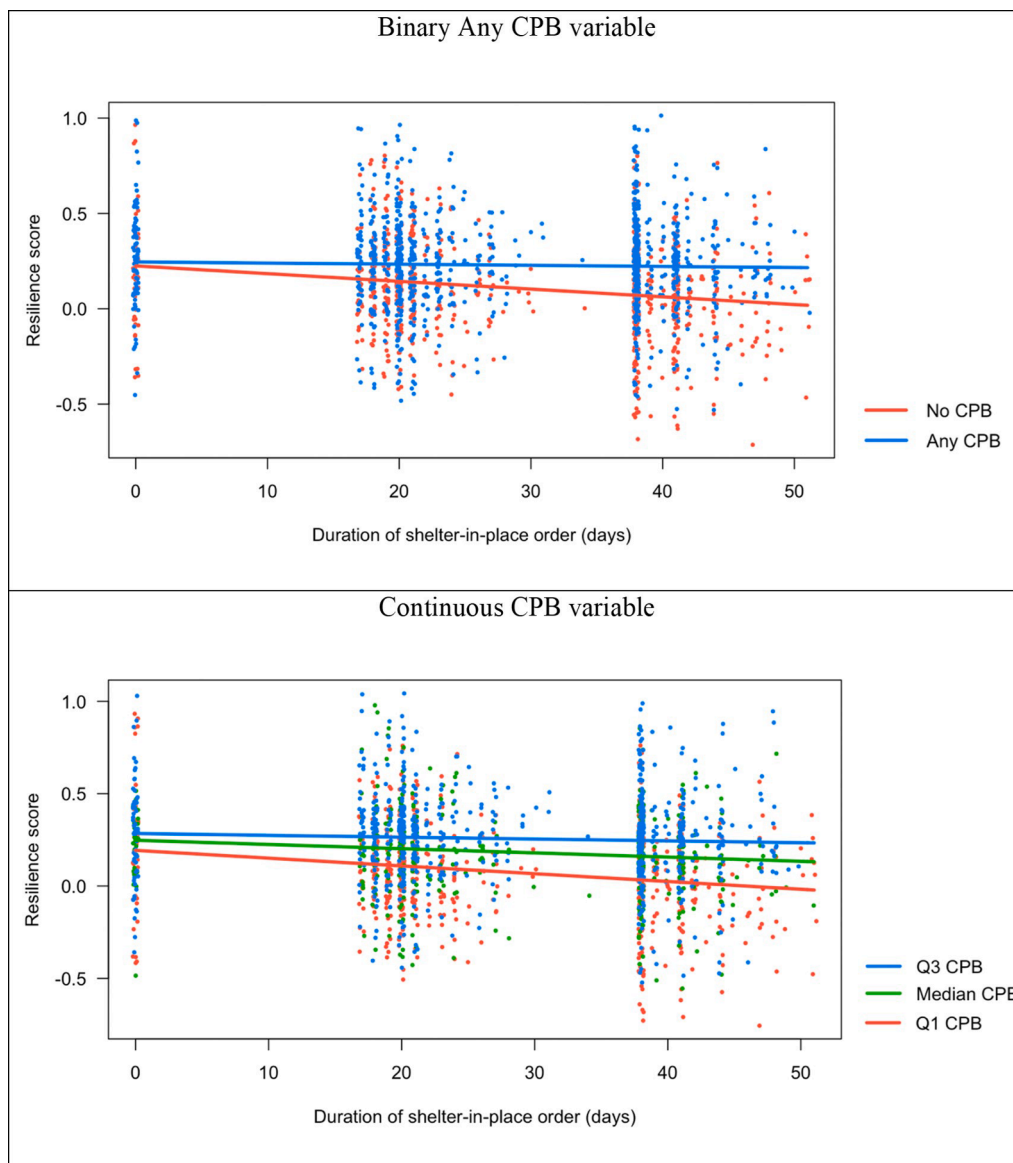 Binary Any CPB variable
1.0
0.5
0.0
-0.5
Resilience score
0 10 20 30 40 50
Duration of shelter-in-place order (days)
No CPB
Any CPB
Continuous CPB variable
1.0
0.5
0.0
-0.5
Resilience score
0 10 20 30 40 50
Duration of shelter-in-place order (days)
Q3 CPB
Median CPB
Q1 CPB